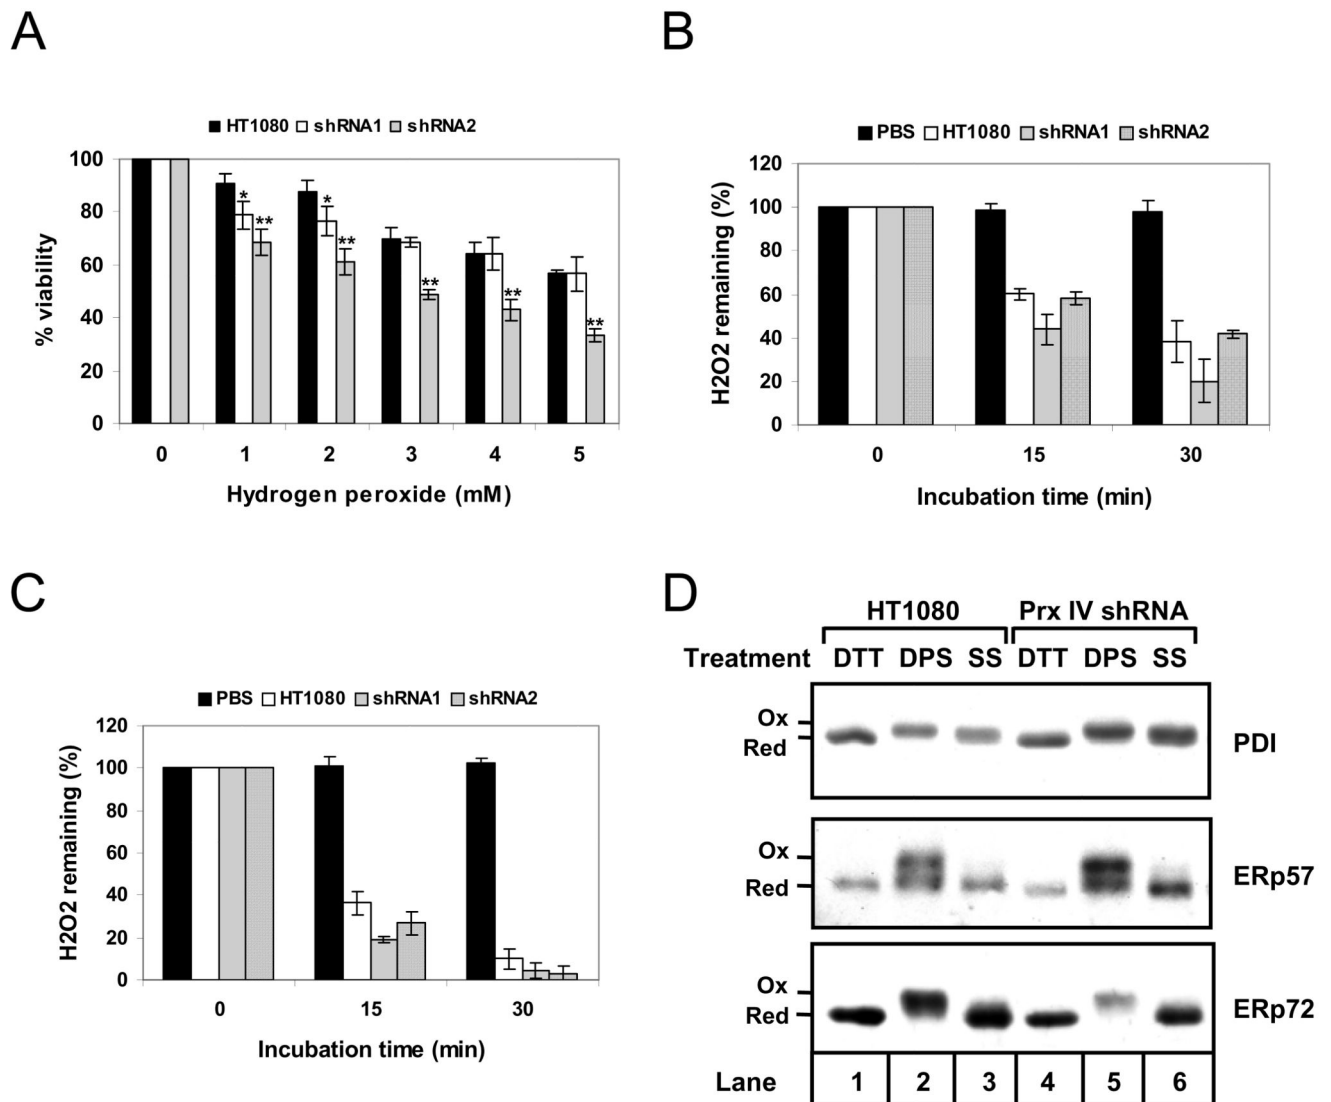 A
HT1080 shRNA1 shRNA2
% viability
100
80
60
40
20
0
* ** * ** ** ** **
0 1 2 3 4 5
Hydrogen peroxide (mM)
B
PBS HT1080 shRNA1 shRNA2
H2O2 remaining (%)
120
100
80
60
40
20
0
0 15 30
Incubation time (min)
C
PBS HT1080 shRNA1 shRNA2
H2O2 remaining (%)
120
100
80
60
40
20
0
0 15 30
Incubation time (min)
D
HT1080 Prx IV shRNA
Treatment DTT DPS SS DTT DPS SS
Ox
Red
PDI
Ox
Red
ERp57
Ox
Red
ERp72
Lane 1 2 3 4 5 6